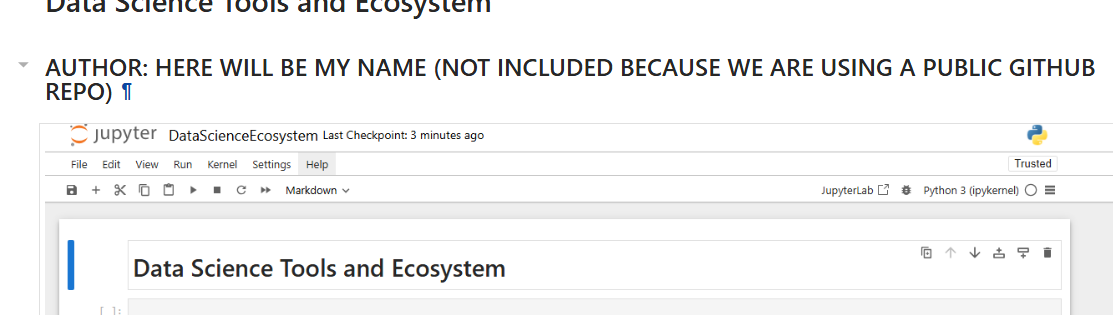 Data Science Tools and Ecosystem
AUTHOR: HERE WILL BE MY NAME (NOT INCLUDED BECAUSE WE ARE USING A PUBLIC GITHUB
REPO) ¶
jupyter DataScienceEcosystem Last Checkpoint: 3 minutes ago
File Edit View Run Kernel Settings Help
Trusted
Markdown
JupyterLab
Python 3 (ipykernel)
Data Science Tools and Ecosystem
[ ]: